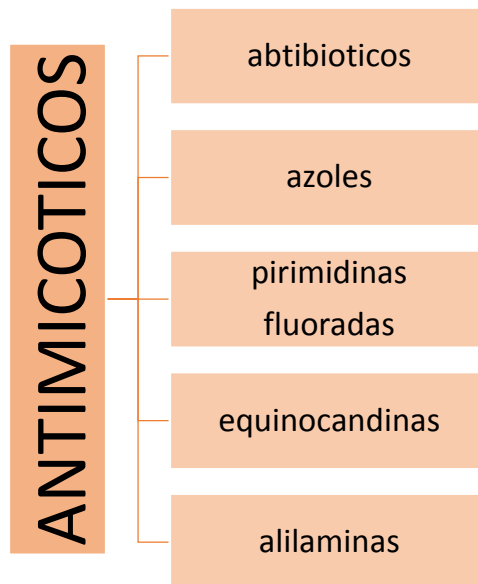 ANTIMICOTICOS
abtibioticos
azoles
pirimidinas
fluoradas
equinocandinas
alilaminas